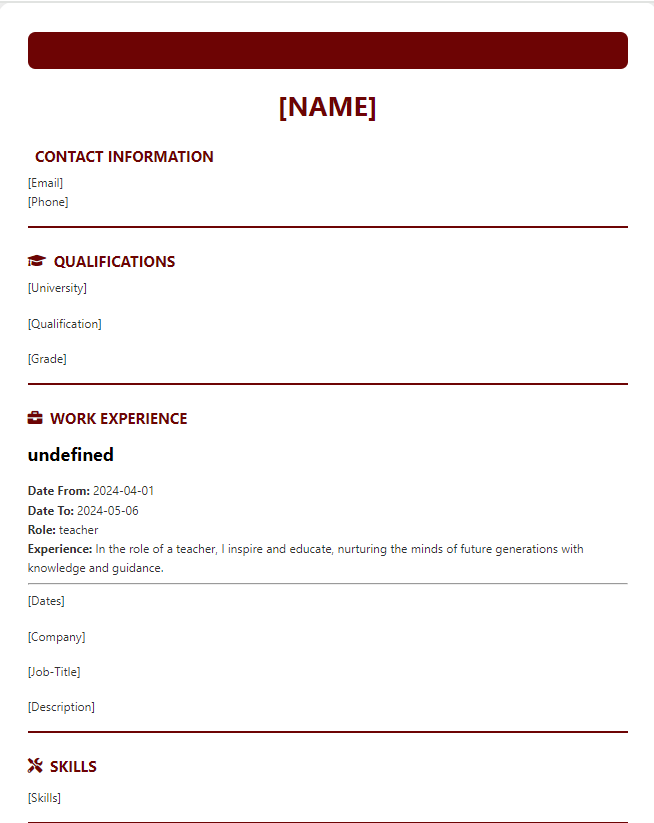 [NAME]
CONTACT INFORMATION
[Email]
[Phone]
QUALIFICATIONS
[University]
[Qualification]
[Grade]
WORK EXPERIENCE
undefined
Date From: 2024-04-01
Date To: 2024-05-06
Role: teacher
Experience: In the role of a teacher, I inspire and educate, nurturing the minds of future generations with
knowledge and guidance.
[Dates]
[Company]
[Job-Title]
[Description]
SKILLS
[Skills]